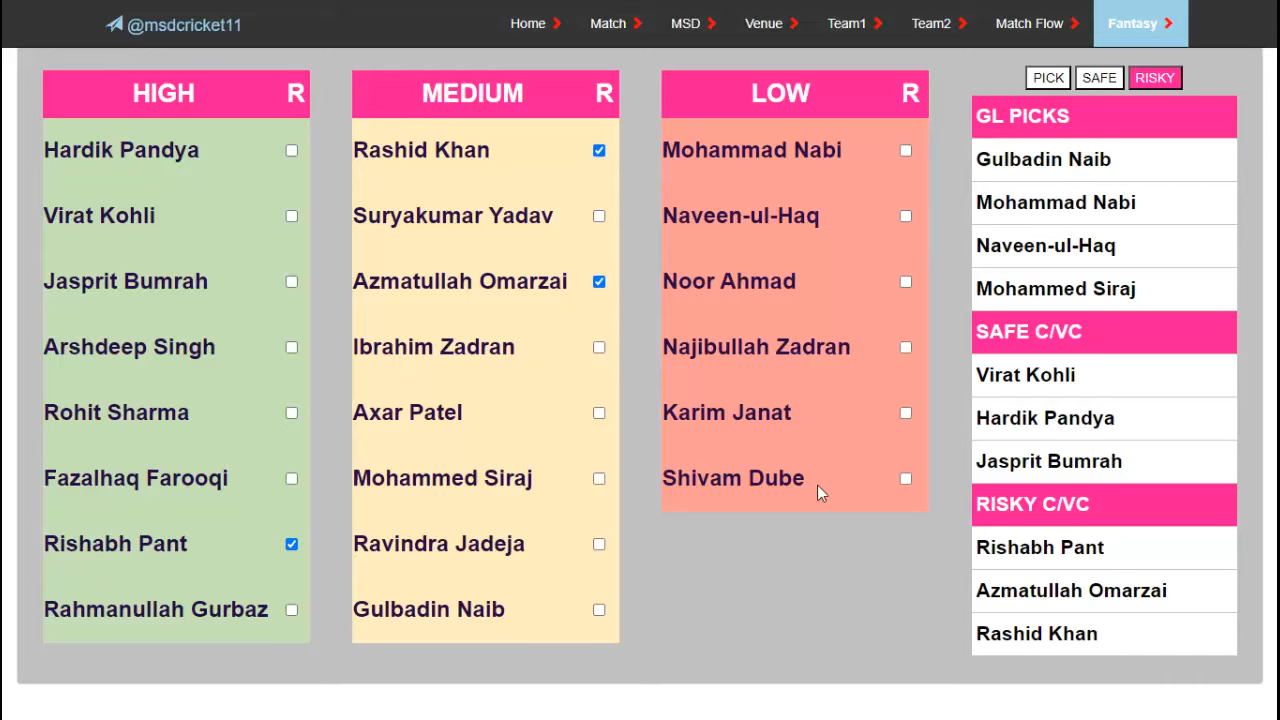 @msdcricket11
Home Match MSD Venue Team1 Team2 Match Flow Fantasy
HIGH R
Hardik Pandya
Virat Kohli
Jasprit Bumrah
Arshdeep Singh
Rohit Sharma
Fazalhaq Farooqi
Rishabh Pant
Rahmanullah Gurbaz
MEDIUM R
Rashid Khan
Suryakumar Yadav
Azmatullah Omarzai
Ibrahim Zadran
Axar Patel
Mohammed Siraj
Ravindra Jadeja
Gulbadin Naib
LOW R
Mohammad Nabi
Naveen-ul-Haq
Noor Ahmad
Najibullah Zadran
Karim Janat
Shivam Dube
PICK SAFE RISKY
GL PICKS
Gulbadin Naib
Mohammad Nabi
Naveen-ul-Haq
Mohammed Siraj
SAFE C/VC
Virat Kohli
Hardik Pandya
Jasprit Bumrah
RISKY C/VC
Rishabh Pant
Azmatullah Omarzai
Rashid Khan